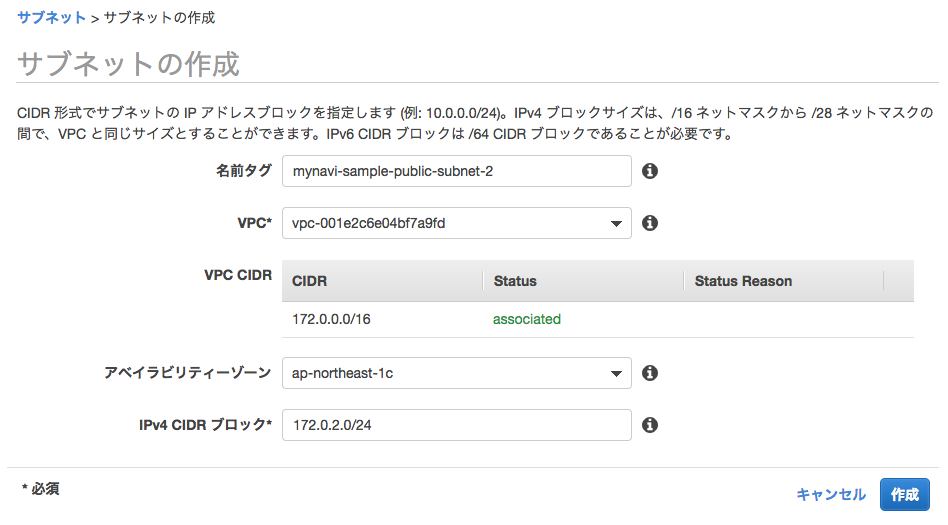 サブネット > サブネットの作成
サブネットの作成
CIDR 形式でサブネットの IP アドレスブロックを指定します (例: 10.0.0.0/24)。IPv4 ブロックサイズは、/16 ネットマスクから /28 ネットマスクの
間で、VPC と同じサイズとすることができます。IPv6 CIDR ブロックは /64 CIDR ブロックであることが必要です。
名前タグ mynavi-sample-public-subnet-2
VPC* vpc-001e2c6e04bf7a9fd
VPC CIDR CIDR Status Status Reason
172.0.0.0/16 associated
アベイラビリティーゾーン ap-northeast-1c
IPv4 CIDR ブロック* 172.0.2.0/24
* 必須 キャンセル 作成